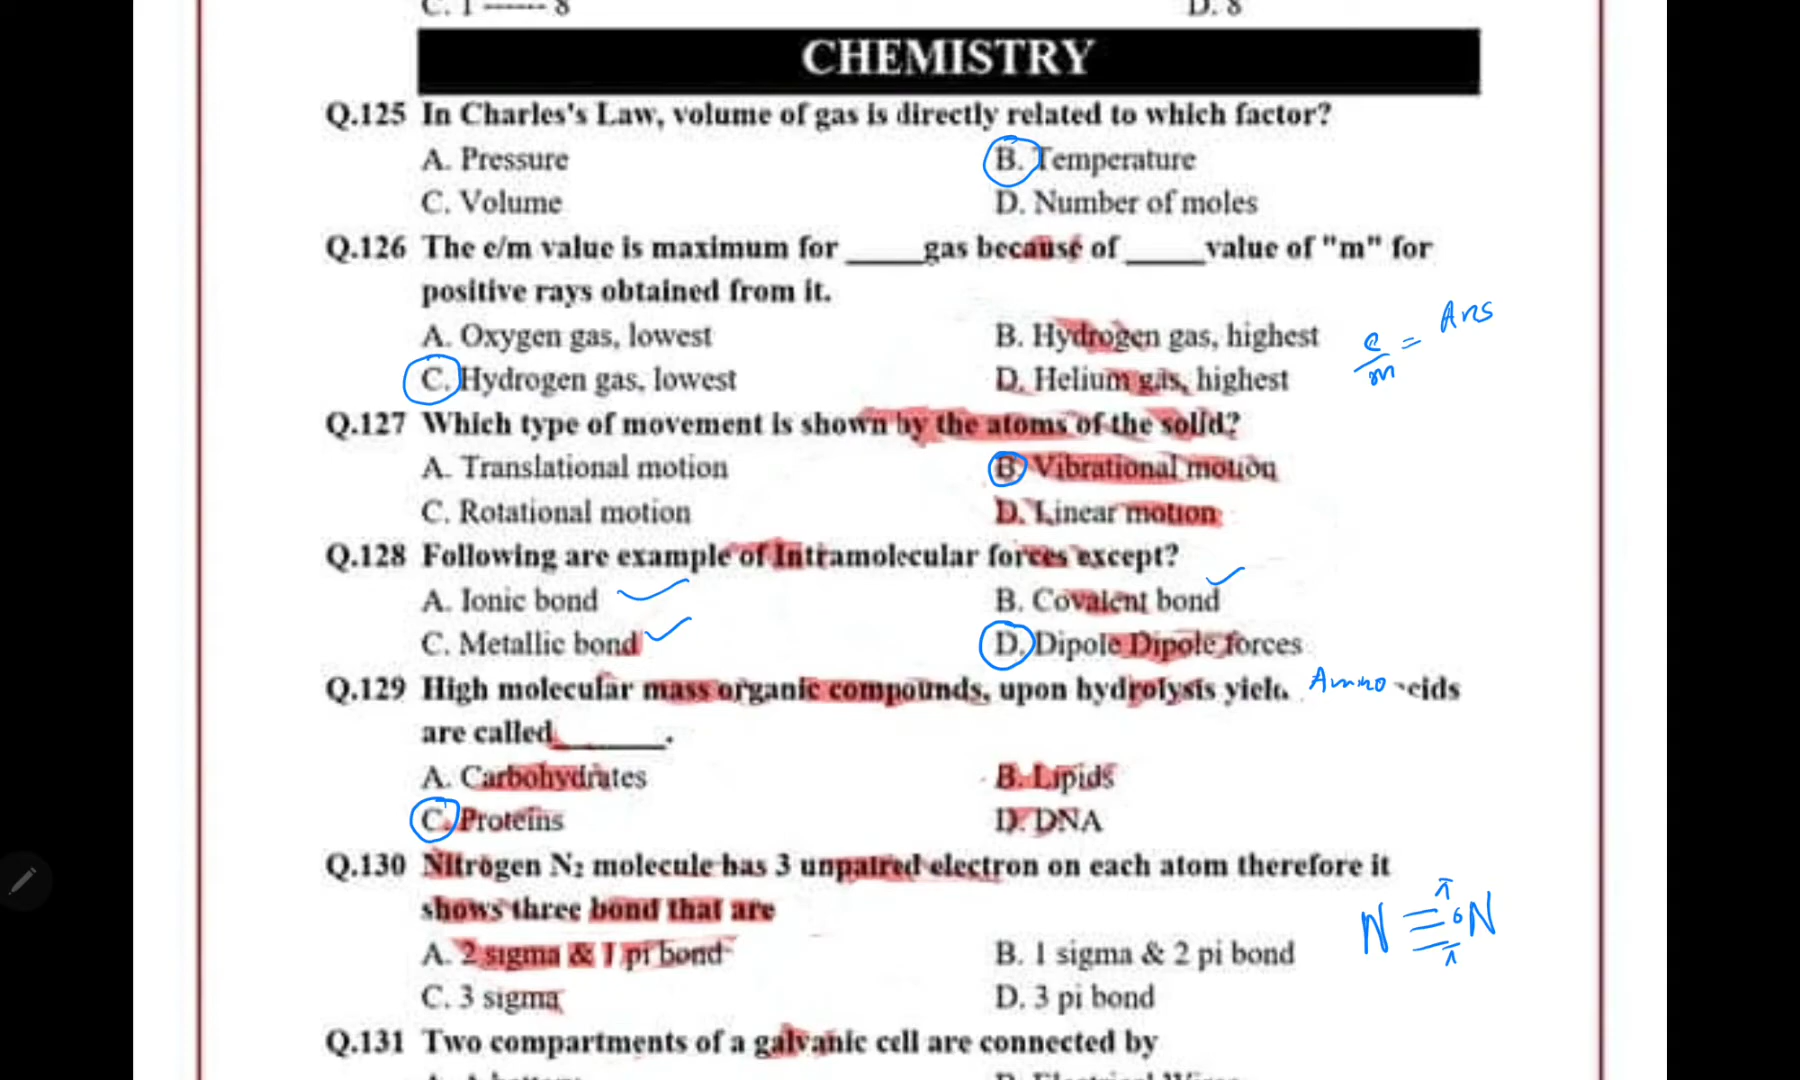 C. 1 ------ 8 D. 8
CHEMISTRY
Q.125 In Charles's Law, volume of gas is directly related to which factor?
A. Pressure B. Temperature
C. Volume D. Number of moles
Q.126 The e/m value is maximum for _____gas because of _____value of "m" for
positive rays obtained from it.
A. Oxygen gas, lowest B. Hydrogen gas, highest
C. Hydrogen gas, lowest D. Helium gas, highest
e/m = Ans
Q.127 Which type of movement is shown by the atoms of the solid?
A. Translational motion B. Vibrational motion
C. Rotational motion D. Linear motion
Q.128 Following are example of Intramolecular forces except?
A. Ionic bond B. Covalent bond
C. Metallic bond D. Dipole Dipole forces
Q.129 High molecular mass organic compounds, upon hydrolysis Amino
are called_______.
A. Carbohydrates B. Lipids
C. Proteins D. DNA
Q.130 Nitrogen N₂ molecule has 3 unpaired electron on each atom therefore it
shows three bond that are
A. 2 sigma & 1 pi bond B. 1 sigma & 2 pi bond
C. 3 sigma D. 3 pi bond
N≡N
Q.131 Two compartments of a galvanic cell are connected by